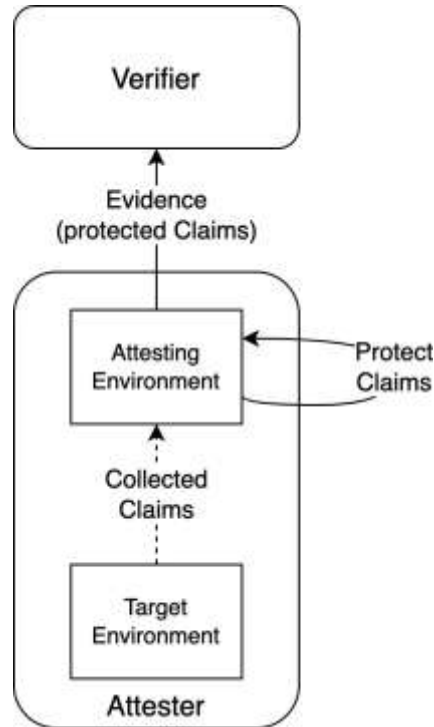 Verifier
Evidence
(protected Claims)
Attesting
Environment
Protect
Claims
Collected
Claims
Target
Environment
Attester